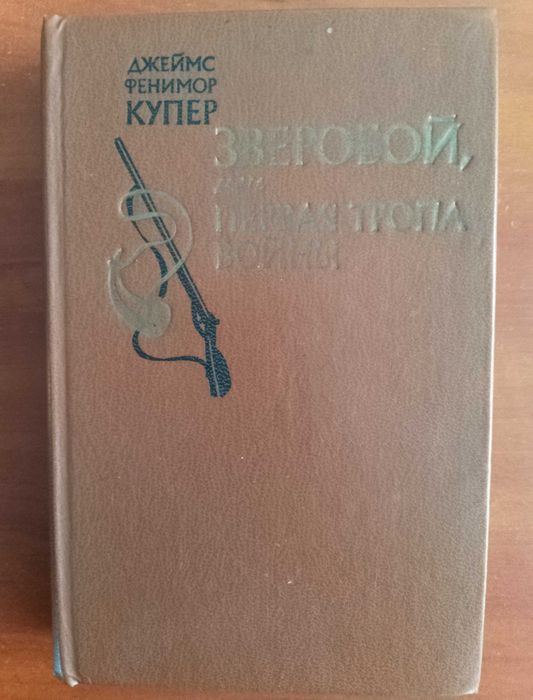 ДЖЕЙМС
ФЕНИМОР
КУПЕР
ЗВЕРОБОЙ,
ИЛИ
ПЕРВАЯ ТРОПА
ВОЙНЫ